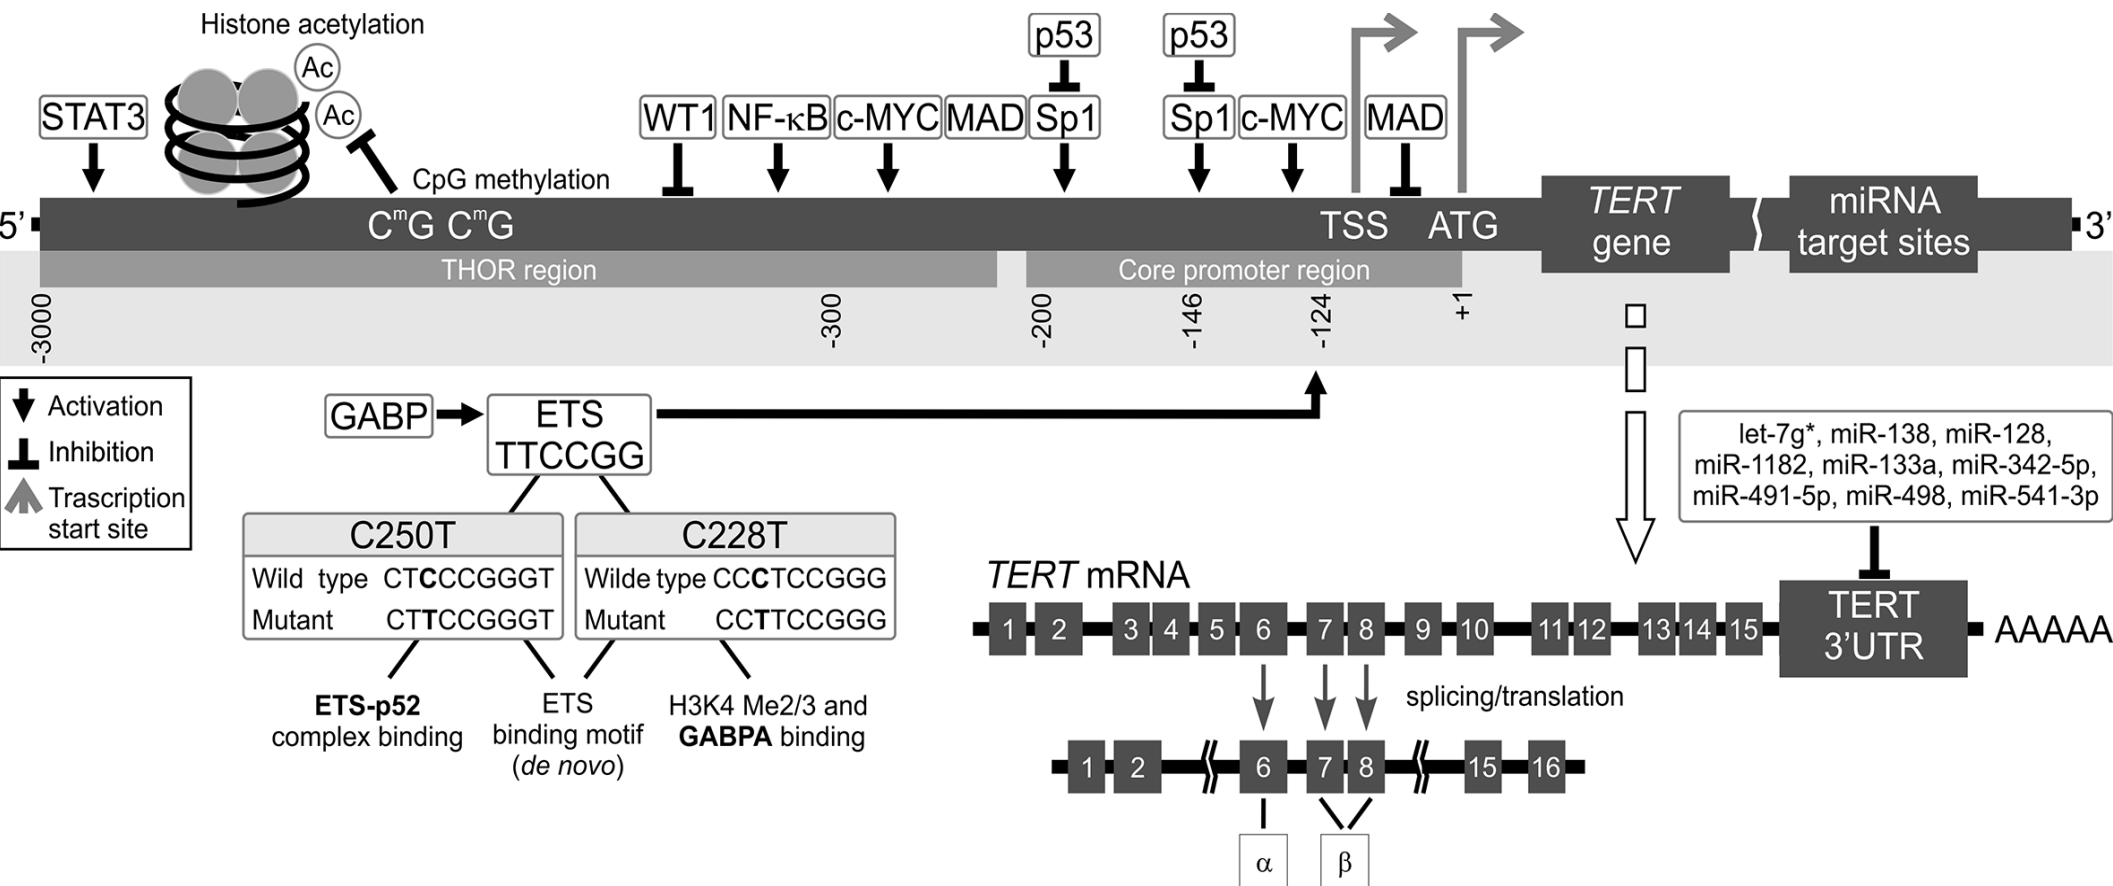 Histone acetylation
Ac
Ac
p53
p53
STAT3
WT1
NF-κB
c-MYC
MAD
Sp1
Sp1
c-MYC
MAD
CpG methylation
5’
CᵐG CᵐG
TSS
ATG
TERT
gene
miRNA
target sites
3’
THOR region
Core promoter region
-3000
-300
-200
-146
-124
+1
Activation
Inhibition
Trascription
start site
GABP
ETS
TTCCGG
C250T
Wild type CTCCCGGGT
Mutant CTTCCGGGT
C228T
Wilde type CCCTCCGGG
Mutant CCTTCCGGG
ETS-p52
complex binding
ETS
binding motif
(de novo)
H3K4 Me2/3 and
GABPA binding
let-7g*, miR-138, miR-128,
miR-1182, miR-133a, miR-342-5p,
miR-491-5p, miR-498, miR-541-3p
TERT mRNA
1 2 3 4 5 6 7 8 9 10 11 12 13 14 15
TERT
3’UTR
AAAAA
splicing/translation
1 2 6 7 8 15 16
α
β